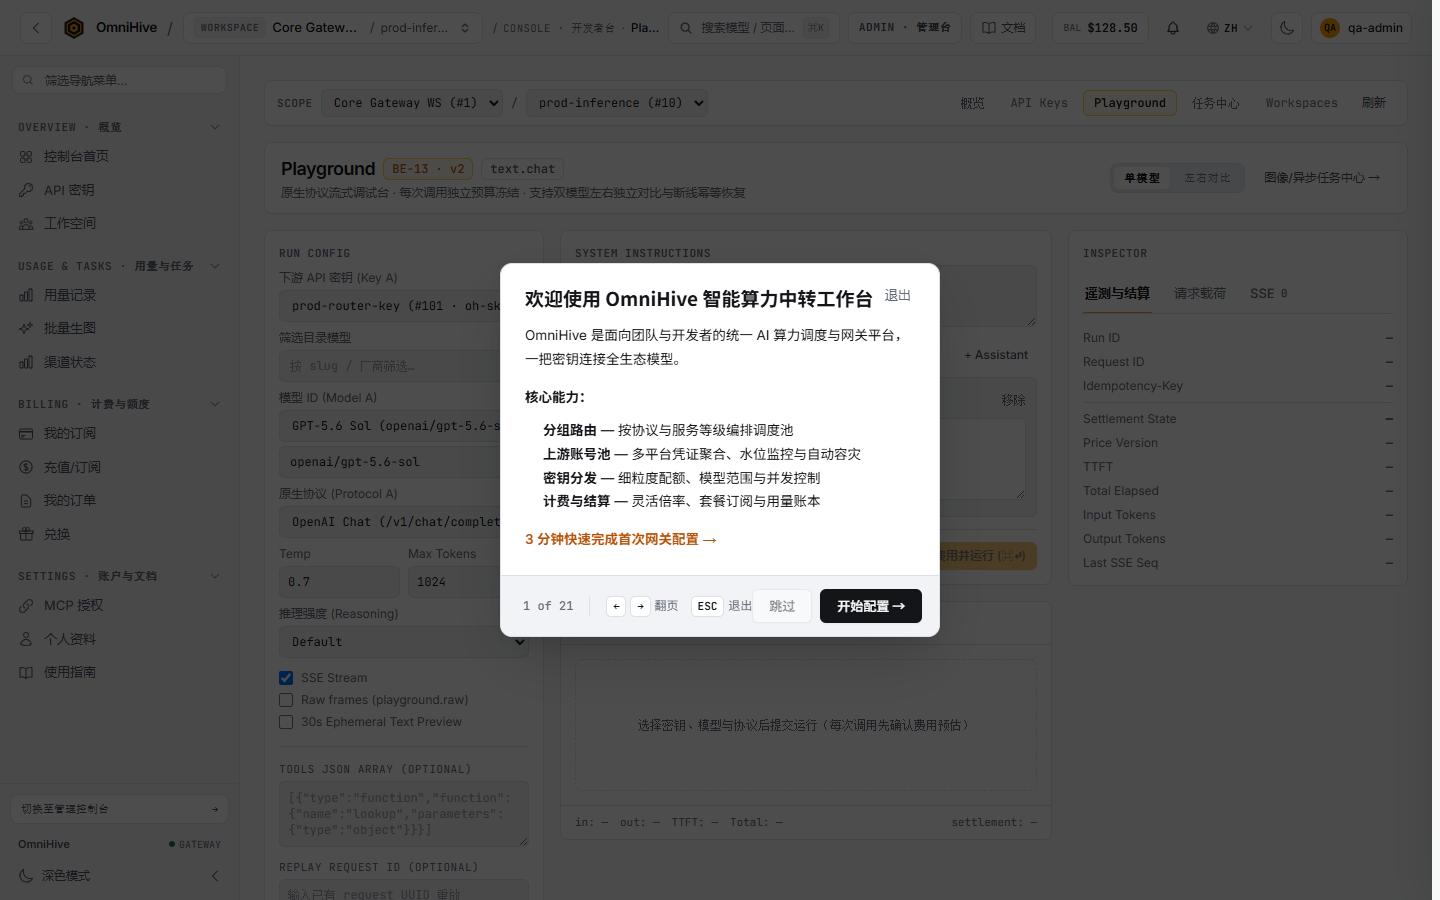 OmniHive
/
WORKSPACE Core Gatew... / prod-infer...
/ CONSOLE · 开发者台 · Pla...
搜索模型 / 页面... ⌘K
ADMIN · 管理台
文档
BAL $128.50
ZH
QA qa-admin
筛选导航菜单...
OVERVIEW · 概览
控制台首页
API 密钥
工作空间
USAGE & TASKS · 用量与任务
用量记录
批量生图
渠道状态
BILLING · 计费与额度
我的订阅
充值/订阅
我的订单
兑换
SETTINGS · 账户与文档
MCP 授权
个人资料
使用指南
切换至管理控制台 →
OmniHive GATEWAY
深色模式
SCOPE Core Gateway WS (#1) / prod-inference (#10)
概览 API Keys Playground 任务中心 Workspaces 刷新
Playground BE-13 · v2 text.chat
原生协议流式调试台 · 每次调用独立预算冻结 · 支持双模型左右独立对比与断线幂等恢复
单模型 左右对比 图像/异步任务中心 →
RUN CONFIG
下游 API 密钥 (Key A)
prod-router-key (#101 · oh-sk
筛选目录模型
按 slug / 厂商筛选…
模型 ID (Model A)
GPT-5.6 Sol (openai/gpt-5.6-s
openai/gpt-5.6-sol
原生协议 (Protocol A)
OpenAI Chat (/v1/chat/complet
Temp Max Tokens
0.7 1024
推理强度 (Reasoning)
Default
SSE Stream
Raw frames (playground.raw)
30s Ephemeral Text Preview
TOOLS JSON ARRAY (OPTIONAL)
[{"type":"function","function":
{"name":"lookup","parameters":
{"type":"object"}}}]
REPLAY REQUEST ID (OPTIONAL)
输入已有 request UUID 重放
SYSTEM INSTRUCTIONS
+ Assistant
移除
用并运行 (⌘↵)
选择密钥、模型与协议后提交运行 (每次调用先确认费用预估)
in: – out: – TTFT: – Total: – settlement: –
INSPECTOR
遥测与结算 请求载荷 SSE 0
Run ID –
Request ID –
Idempotency-Key –
Settlement State –
Price Version –
TTFT –
Total Elapsed –
Input Tokens –
Output Tokens –
Last SSE Seq –
欢迎使用 OmniHive 智能算力中转工作台 退出
OmniHive 是面向团队与开发者的统一 AI 算力调度与网关平台，
一把密钥连接全生态模型。
核心能力：
分组路由 — 按协议与服务等级编排调度池
上游账号池 — 多平台凭证聚合、水位监控与自动容灾
密钥分发 — 细粒度配额、模型范围与并发控制
计费与结算 — 灵活倍率、套餐订阅与用量账本
3 分钟快速完成首次网关配置 →
1 of 21 ← → 翻页 ESC 退出 跳过 开始配置 →